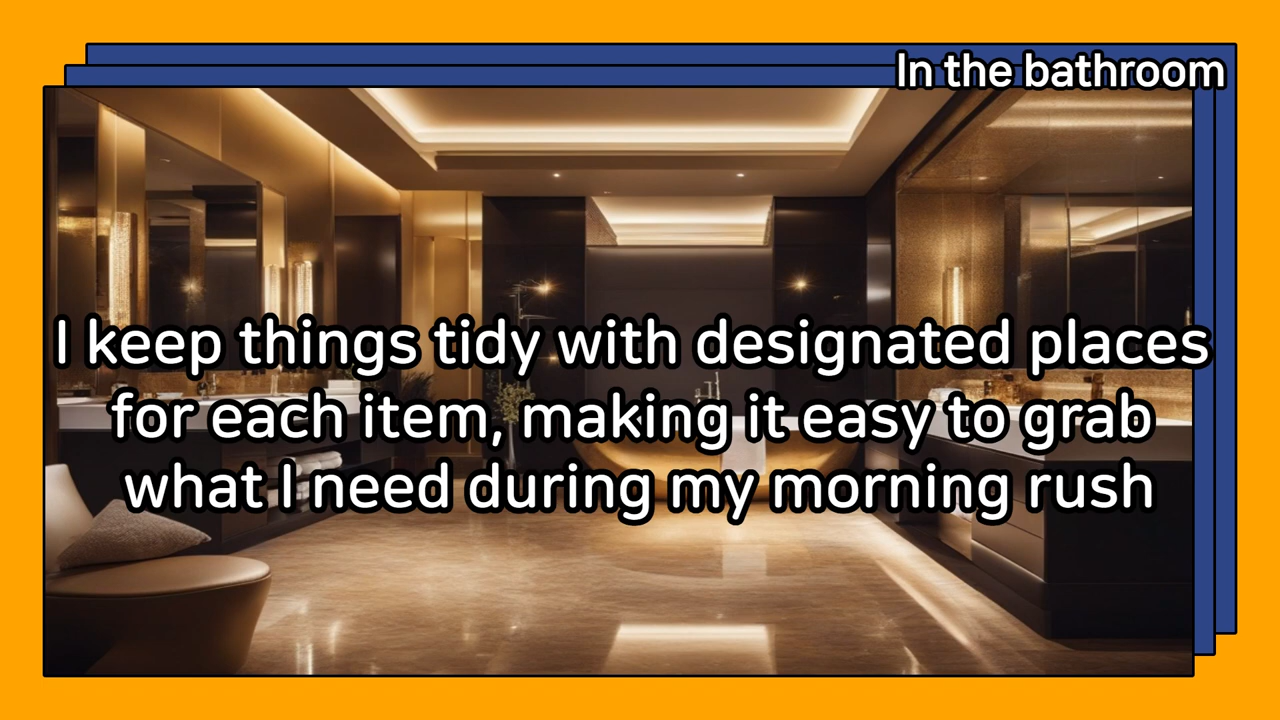 In the bathroom
I keep things tidy with designated places
for each item, making it easy to grab
what I need during my morning rush